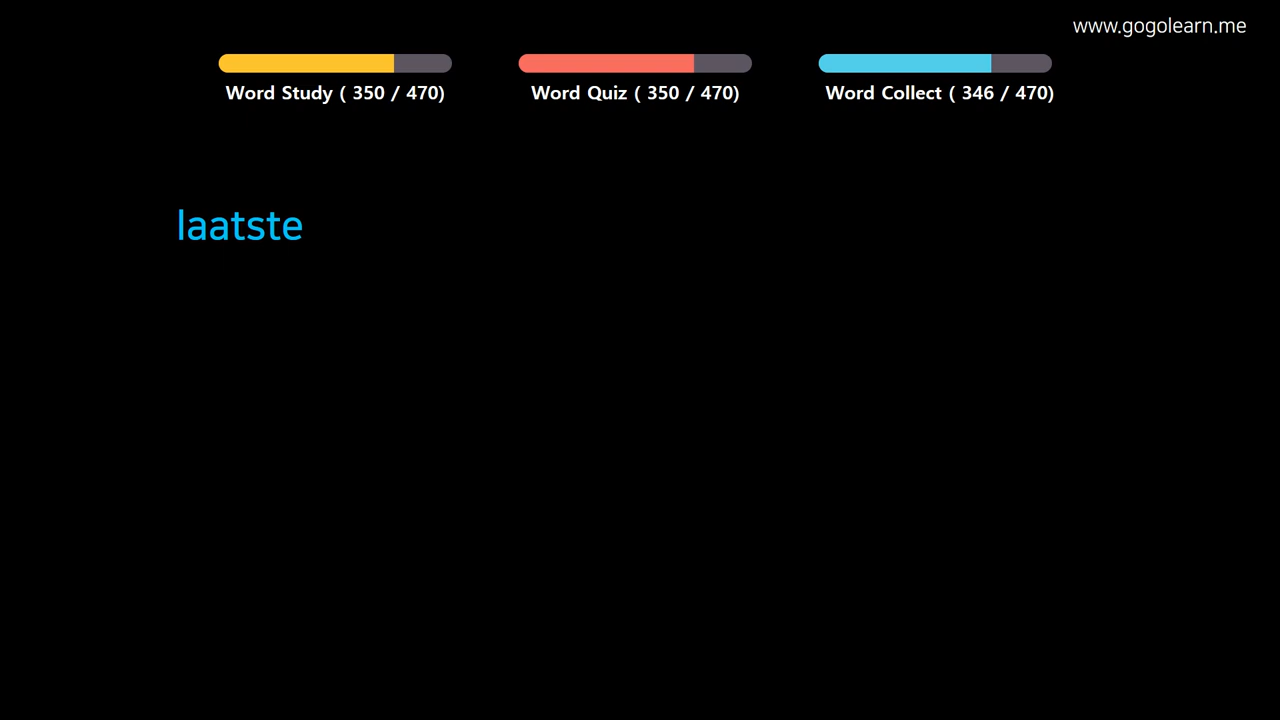 www.gogolearn.me
Word Study ( 350 / 470)
Word Quiz ( 350 / 470)
Word Collect ( 346 / 470)
laatste